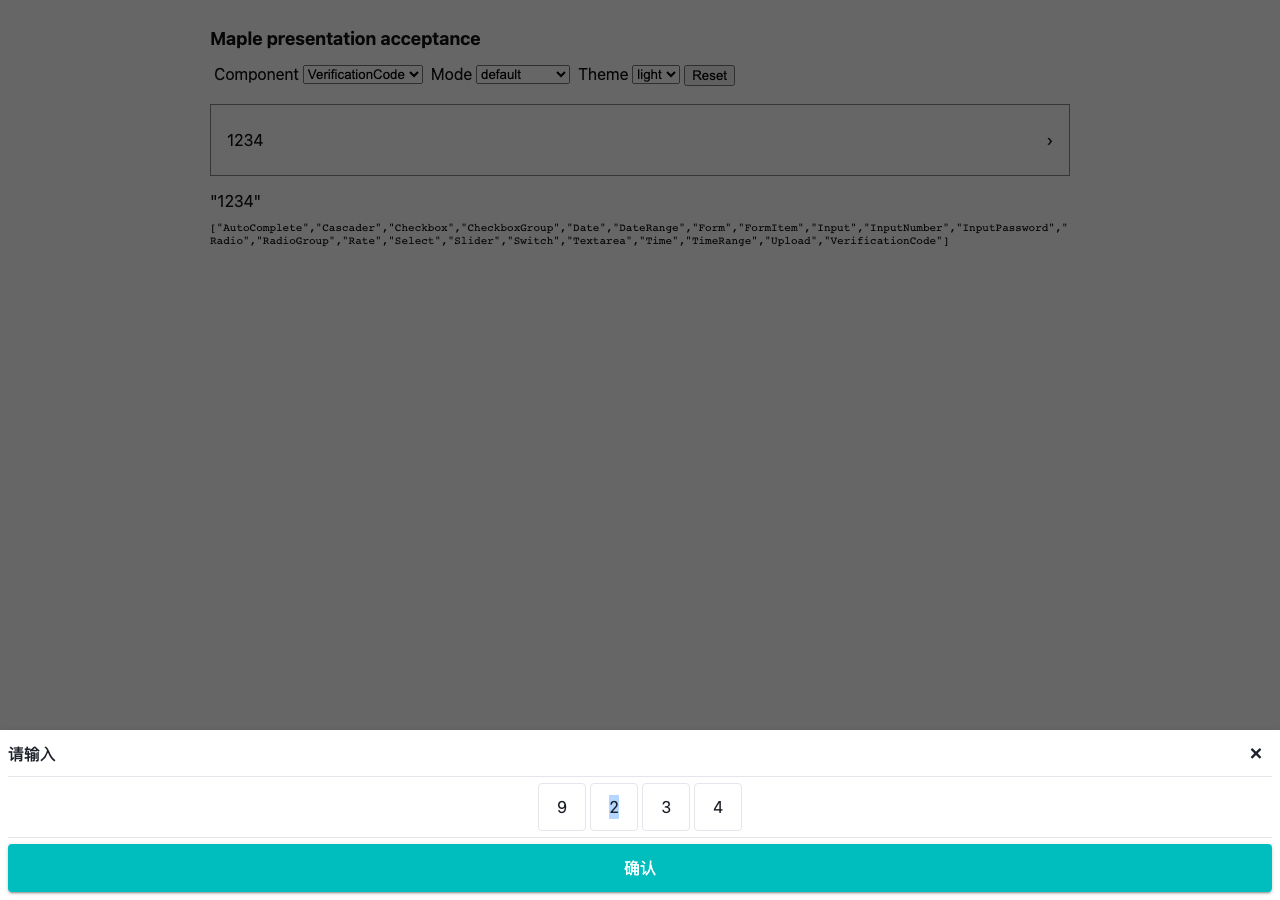 Maple presentation acceptance
Component VerificationCode Mode default Theme light Reset
1234 ›
"1234"
["AutoComplete","Cascader","Checkbox","CheckboxGroup","Date","DateRange","Form","FormItem","Input","InputNumber","InputPassword","
Radio","RadioGroup","Rate","Select","Slider","Switch","Textarea","Time","TimeRange","Upload","VerificationCode"]
请输入 ×
9 2 3 4
确认